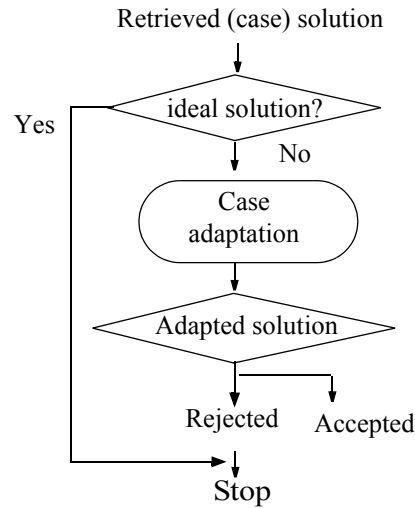 Retrieved (case) solution
ideal solution?
Yes
No
Case
adaptation
Adapted solution
Rejected
Accepted
Stop